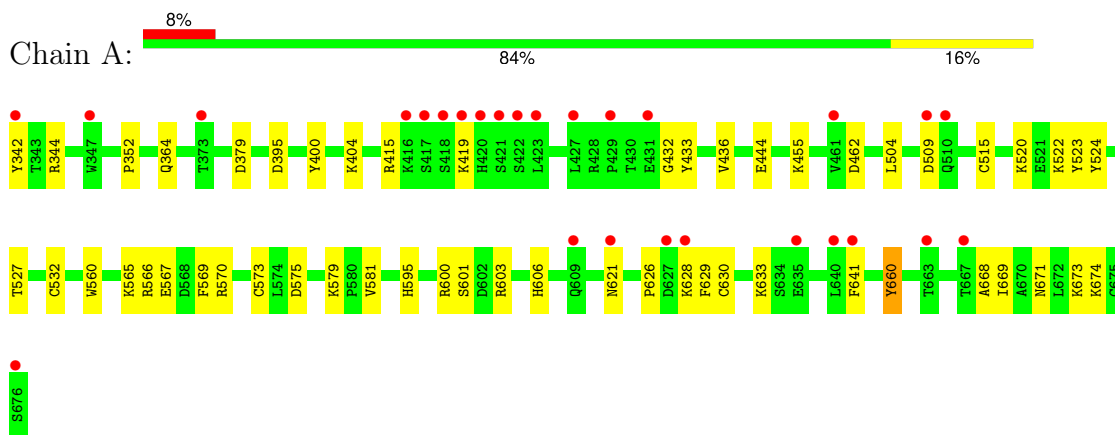 8%
Chain A:
84% 16%
Y342 T343 R344 W347 P352 Q364 T373 D379 D395 Y400 K404 R415 K416 S417 S418 K419 H420 S421 S422 L423 L427 R428 P429 T430 E431 G432 Y433 V436 E444 K455 V461 D462 L504 D509 Q510 C515 K520 E521 K522 Y523 Y524
T527 C532 W560 K565 R566 E567 D568 F569 R570 C573 L574 D575 K579 P580 V581 H595 R600 S601 D602 R603 H606 Q609 N621 P626 D627 K628 F629 C630 K633 S634 E635 L640 F641 Y660 T663 T667 A668 I669 A670 N671 L672 K673 K674 C675
S676